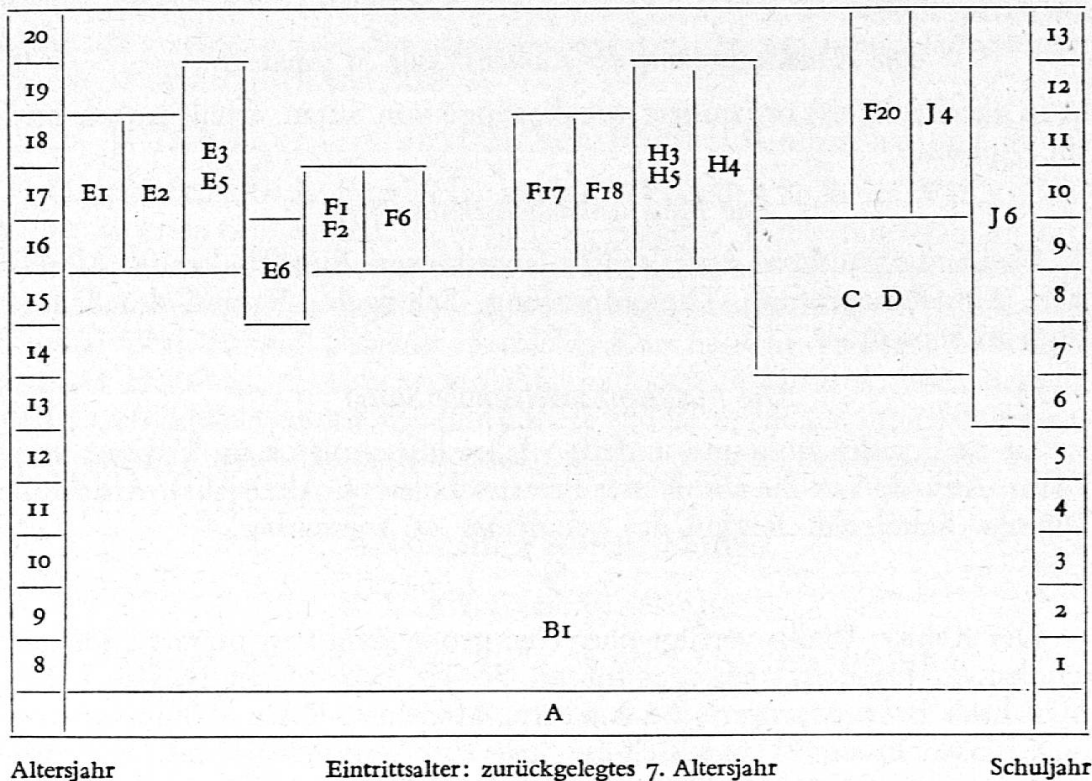 20 13
19 F20 J4 12
18 E3 H3 H4 11
E5 H5
17 E1 E2 F1 F6 F17 F18 10
F2 J6
16 9
E6
15 C D 8
14 7
13 6
12 5
11 4
10 3
9 2
B1
8 1
A
Altersjahr Eintrittsalter: zurückgelegtes 7. Altersjahr Schuljahr